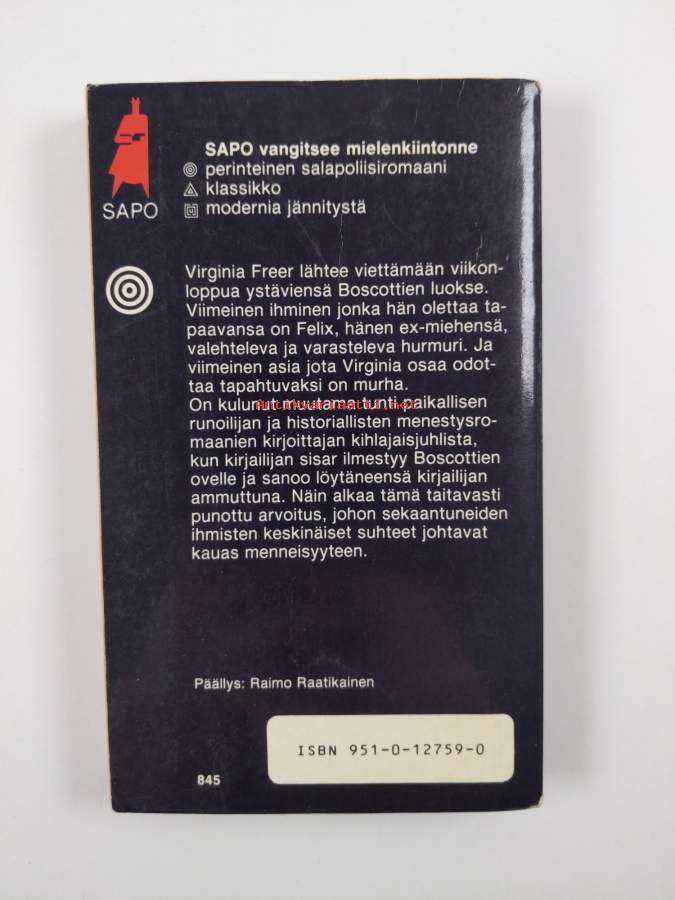 SAPO vangitsee mielenkiintonne
perinteinen salapoliisiromaani
klassikko
modernia jännitystä
SAPO
Virginia Freer lähtee viettämään viikon-
loppua ystäviensä Boscottien luokse.
Viimeinen ihminen jonka hän olettaa ta-
paavansa on Felix, hänen ex-miehensä,
valehteleva ja varasteleva hurmuri. Ja
viimeinen asia jota Virginia osaa odot-
taa tapahtuvaksi on murha.
On kulunut muutama tunti paikallisen
runoilijan ja historiallisten menestysro-
maanien kirjoittajan kihlajaisjuhlista,
kun kirjailijan sisar ilmestyy Boscottien
ovelle ja sanoo löytäneensä kirjailijan
ammuttuna. Näin alkaa tämä taitavasti
punottu arvoitus, johon sekaantuneiden
ihmisten keskinäiset suhteet johtavat
kauas menneisyyteen.
Päällys: Raimo Raatikainen
ISBN 951-0-12759-0
845